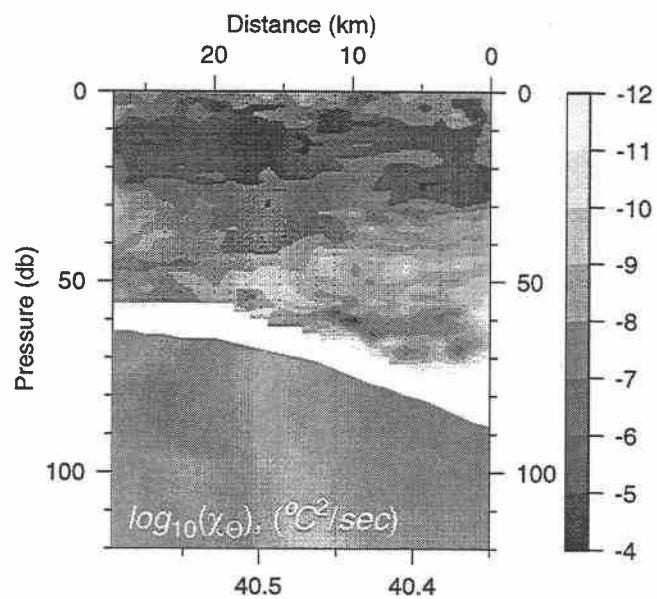 Distance (km)
20 10 0
0 0 -12
-11
-10
50 50 -9
-8
-7
100 100 -6
-5
-4
Pressure (db)
log₁₀(χΘ), (°C²/sec)
40.5 40.4